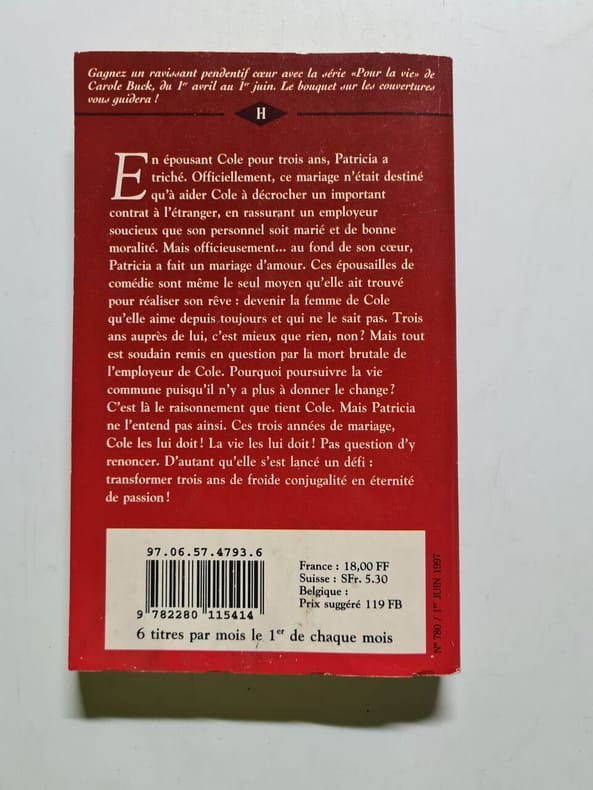 Gagnez un ravissant pendentif cœur avec la série «Pour la vie» de
Carole Buck, du 1er avril au 1er juin. Le bouquet sur les couvertures
vous guidera !
H
En épousant Cole pour trois ans, Patricia a
triché. Officiellement, ce mariage n'était destiné
qu'à aider Cole à décrocher un important
contrat à l'étranger, en rassurant un employeur
soucieux que son personnel soit marié et de bonne
moralité. Mais officieusement... au fond de son cœur,
Patricia a fait un mariage d'amour. Ces épousailles de
comédie sont même le seul moyen qu'elle ait trouvé
pour réaliser son rêve : devenir la femme de Cole
qu'elle aime depuis toujours et qui ne le sait pas. Trois
ans auprès de lui, c'est mieux que rien, non ? Mais tout
est soudain remis en question par la mort brutale de
l'employeur de Cole. Pourquoi poursuivre la vie
commune puisqu'il n'y a plus à donner le change ?
C'est là le raisonnement que tient Cole. Mais Patricia
ne l'entend pas ainsi. Ces trois années de mariage,
Cole les lui doit ! La vie les lui doit ! Pas question d'y
renoncer. D'autant qu'elle s'est lancé un défi :
transformer trois ans de froide conjugalité en éternité
de passion !
97.06.57.4793.6
9 782280 115414
France : 18,00 FF
Suisse : SFr. 5.30
Belgique :
Prix suggéré 119 FB
6 titres par mois le 1er de chaque mois
N° 780 / 1er JUIN 1997